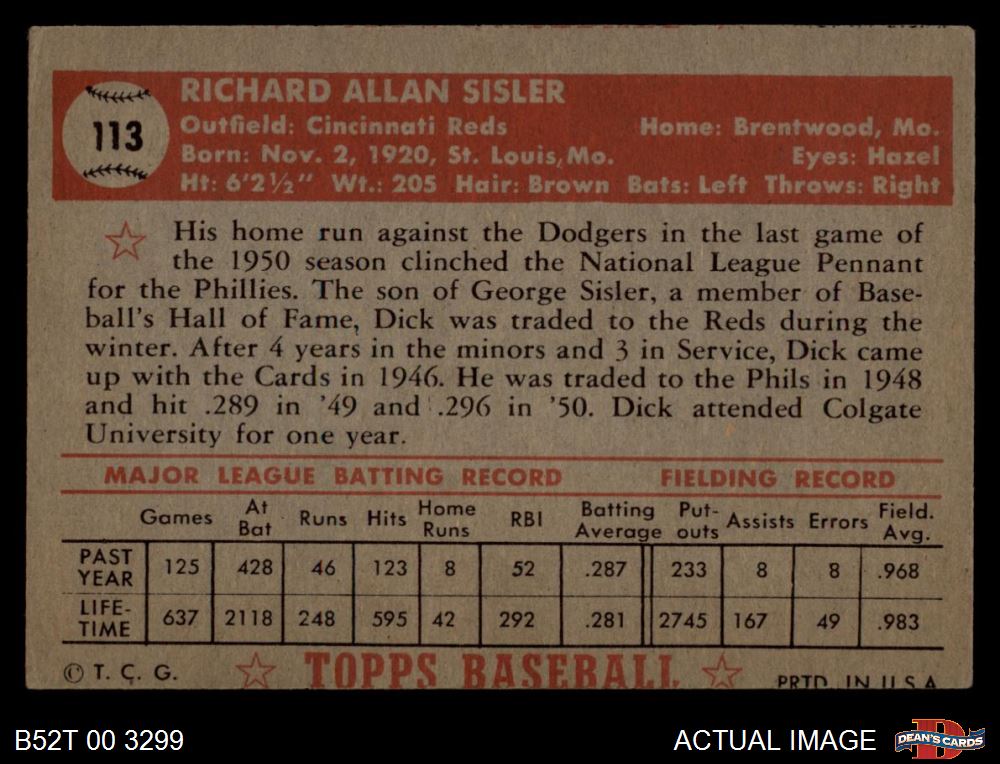 RICHARD ALLAN SISLER
113
Outfield: Cincinnati Reds Home: Brentwood, Mo.
Born: Nov. 2, 1920, St. Louis, Mo. Eyes: Hazel
Ht: 6'2½" Wt.: 205 Hair: Brown Bats: Left Throws: Right
His home run against the Dodgers in the last game of
the 1950 season clinched the National League Pennant
for the Phillies. The son of George Sisler, a member of Base-
ball's Hall of Fame, Dick was traded to the Reds during the
winter. After 4 years in the minors and 3 in Service, Dick came
up with the Cards in 1946. He was traded to the Phils in 1948
and hit .289 in '49 and .296 in '50. Dick attended Colgate
University for one year.
MAJOR LEAGUE BATTING RECORD FIELDING RECORD
Games At Bat Runs Hits Home Runs RBI Batting Average Put-outs Assists Errors Field. Avg.
PAST YEAR 125 428 46 123 8 52 .287 233 8 8 .968
LIFE-TIME 637 2118 248 595 42 292 .281 2745 167 49 .983
© T. C. G. TOPPS BASEBALL PRTD. IN U.S.A.
B52T 00 3299 ACTUAL IMAGE DEAN'S CARDS